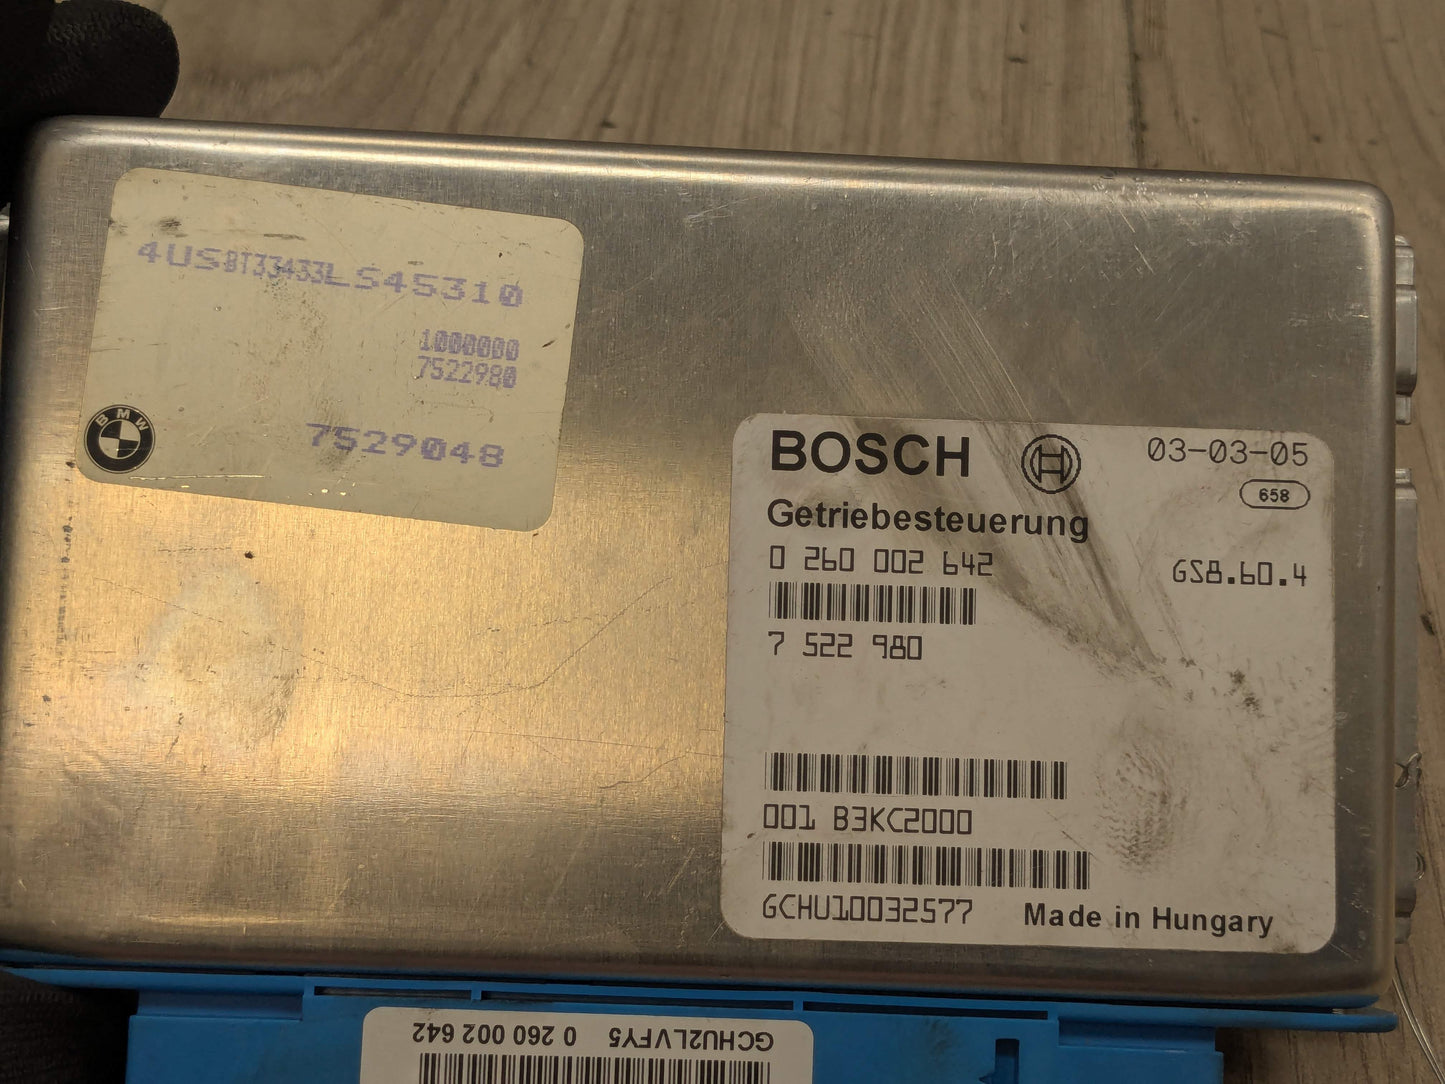 4USBT33433LS45310
1000000
7522980
7529048
BMW
BOSCH
03-03-05
658
Getriebesteuerung
0 260 002 642
GS8.60.4
7 522 980
001 B3KC2000
GCHU10032577
Made in Hungary
GCHU2LVFY5 0 260 002 642